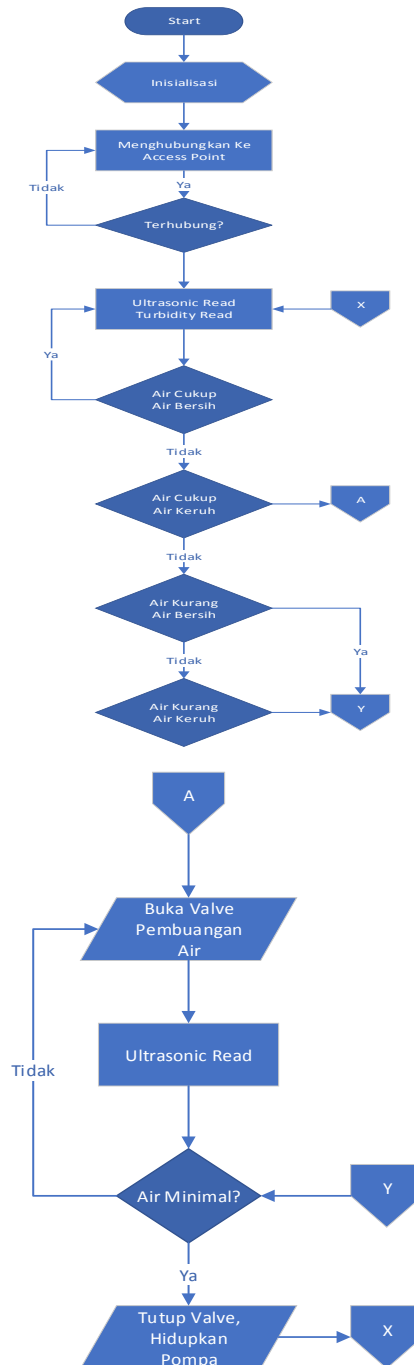 Start
Inisialisasi
Menghubungkan Ke
Access Point
Tidak
Ya
Terhubung?
Ultrasonic Read
Turbidity Read
X
Ya
Air Cukup
Air Bersih
Tidak
Air Cukup
Air Keruh
A
Tidak
Air Kurang
Air Bersih
Ya
Tidak
Air Kurang
Air Keruh
Y
A
Buka Valve
Pembuangan
Air
Ultrasonic Read
Tidak
Air Minimal?
Y
Ya
Tutup Valve,
Hidupkan
Pompa
X